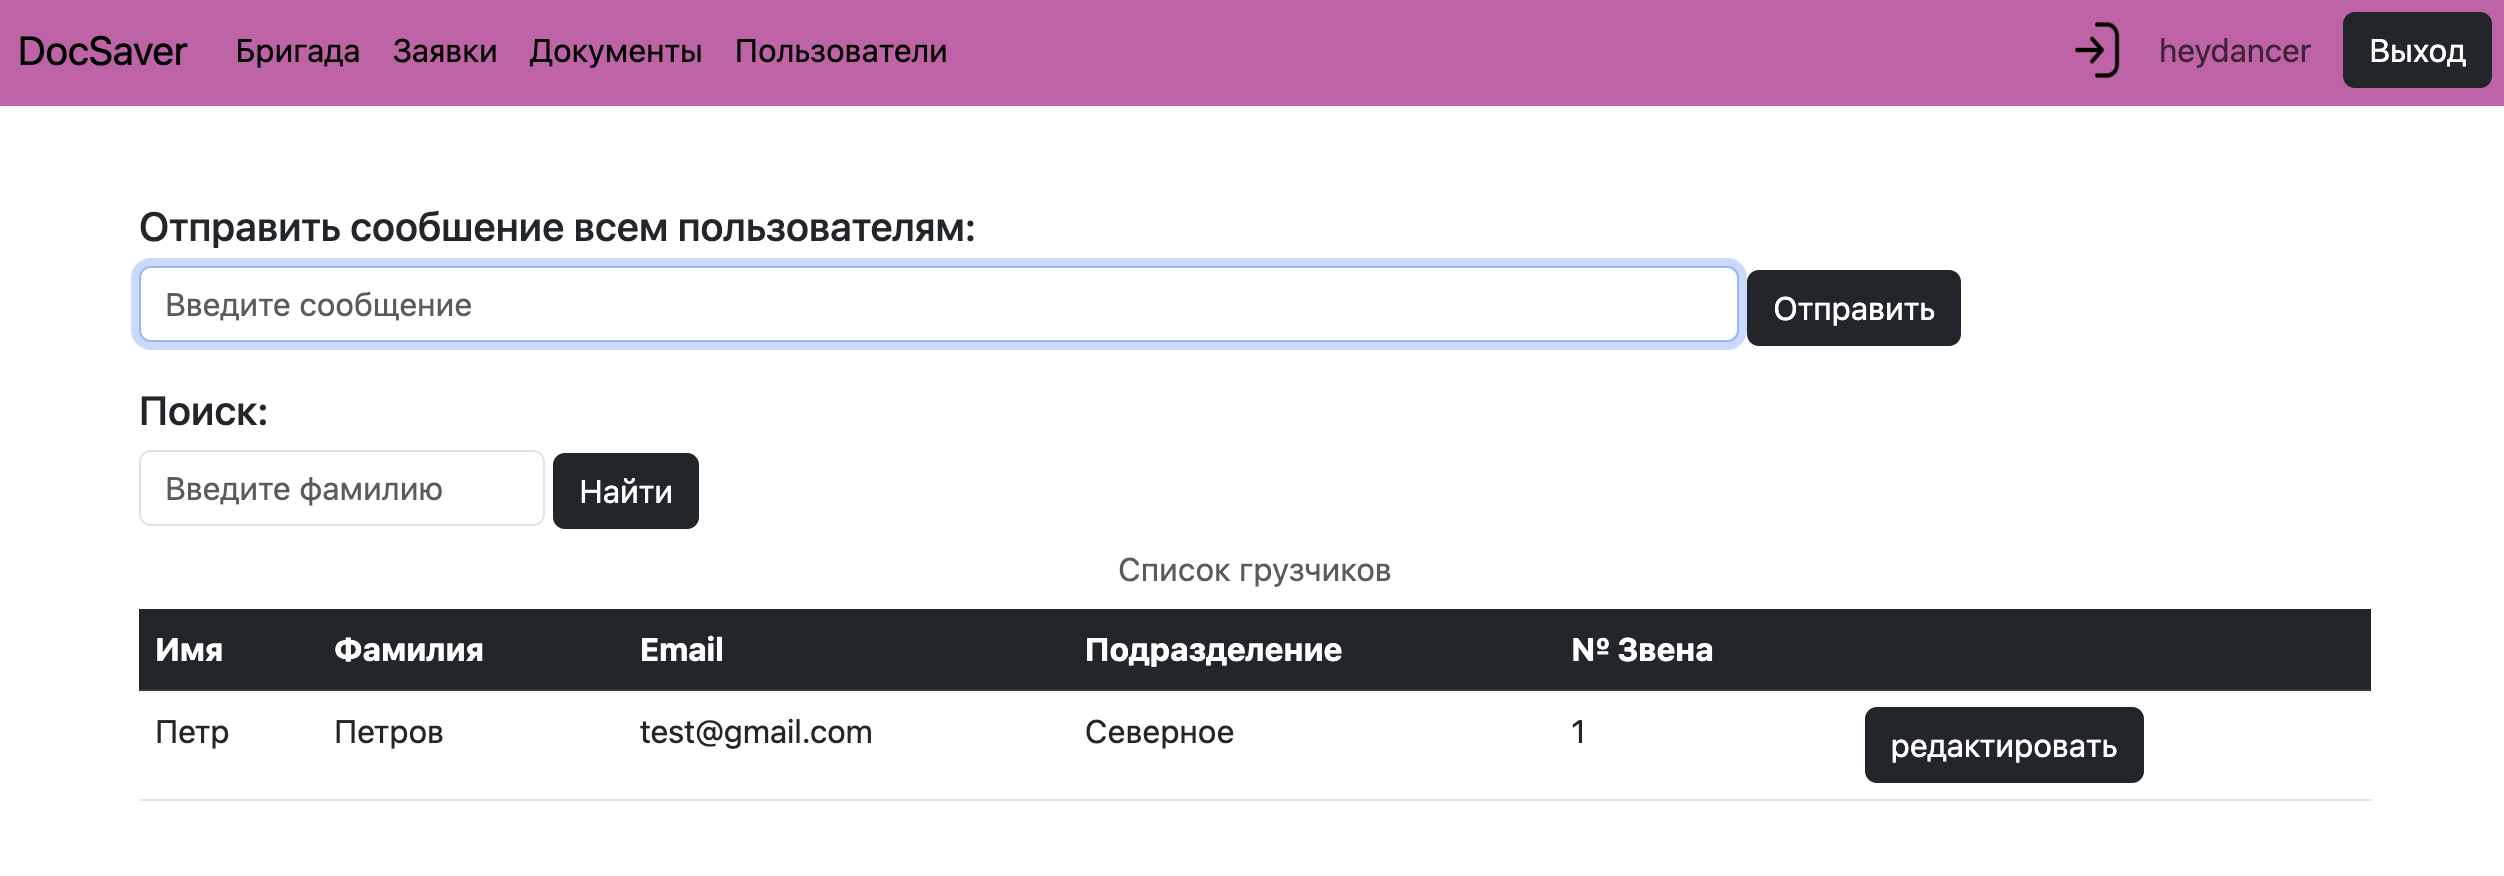 DocSaver Бригада Заявки Документы Пользователи heydancer Выход
Отправить сообшение всем пользователям:
Введите сообщение Отправить
Поиск:
Введите фамилию Найти
Список грузчиков
Имя Фамилия Email Подразделение № Звена
Петр Петров test@gmail.com Северное 1 редактировать